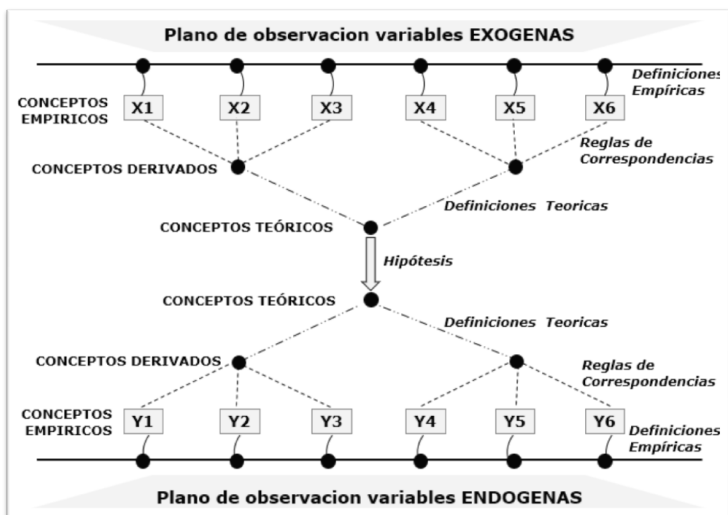 Plano de observacion variables EXOGENAS
Definiciones
Empíricas
CONCEPTOS
EMPIRICOS
X1 X2 X3 X4 X5 X6
Reglas de
Correspondencias
CONCEPTOS DERIVADOS
Definiciones Teoricas
CONCEPTOS TEÓRICOS
Hipótesis
CONCEPTOS TEÓRICOS
Definiciones Teoricas
CONCEPTOS DERIVADOS
Reglas de
Correspondencias
CONCEPTOS
EMPIRICOS
Y1 Y2 Y3 Y4 Y5 Y6
Definiciones
Empíricas
Plano de observacion variables ENDOGENAS